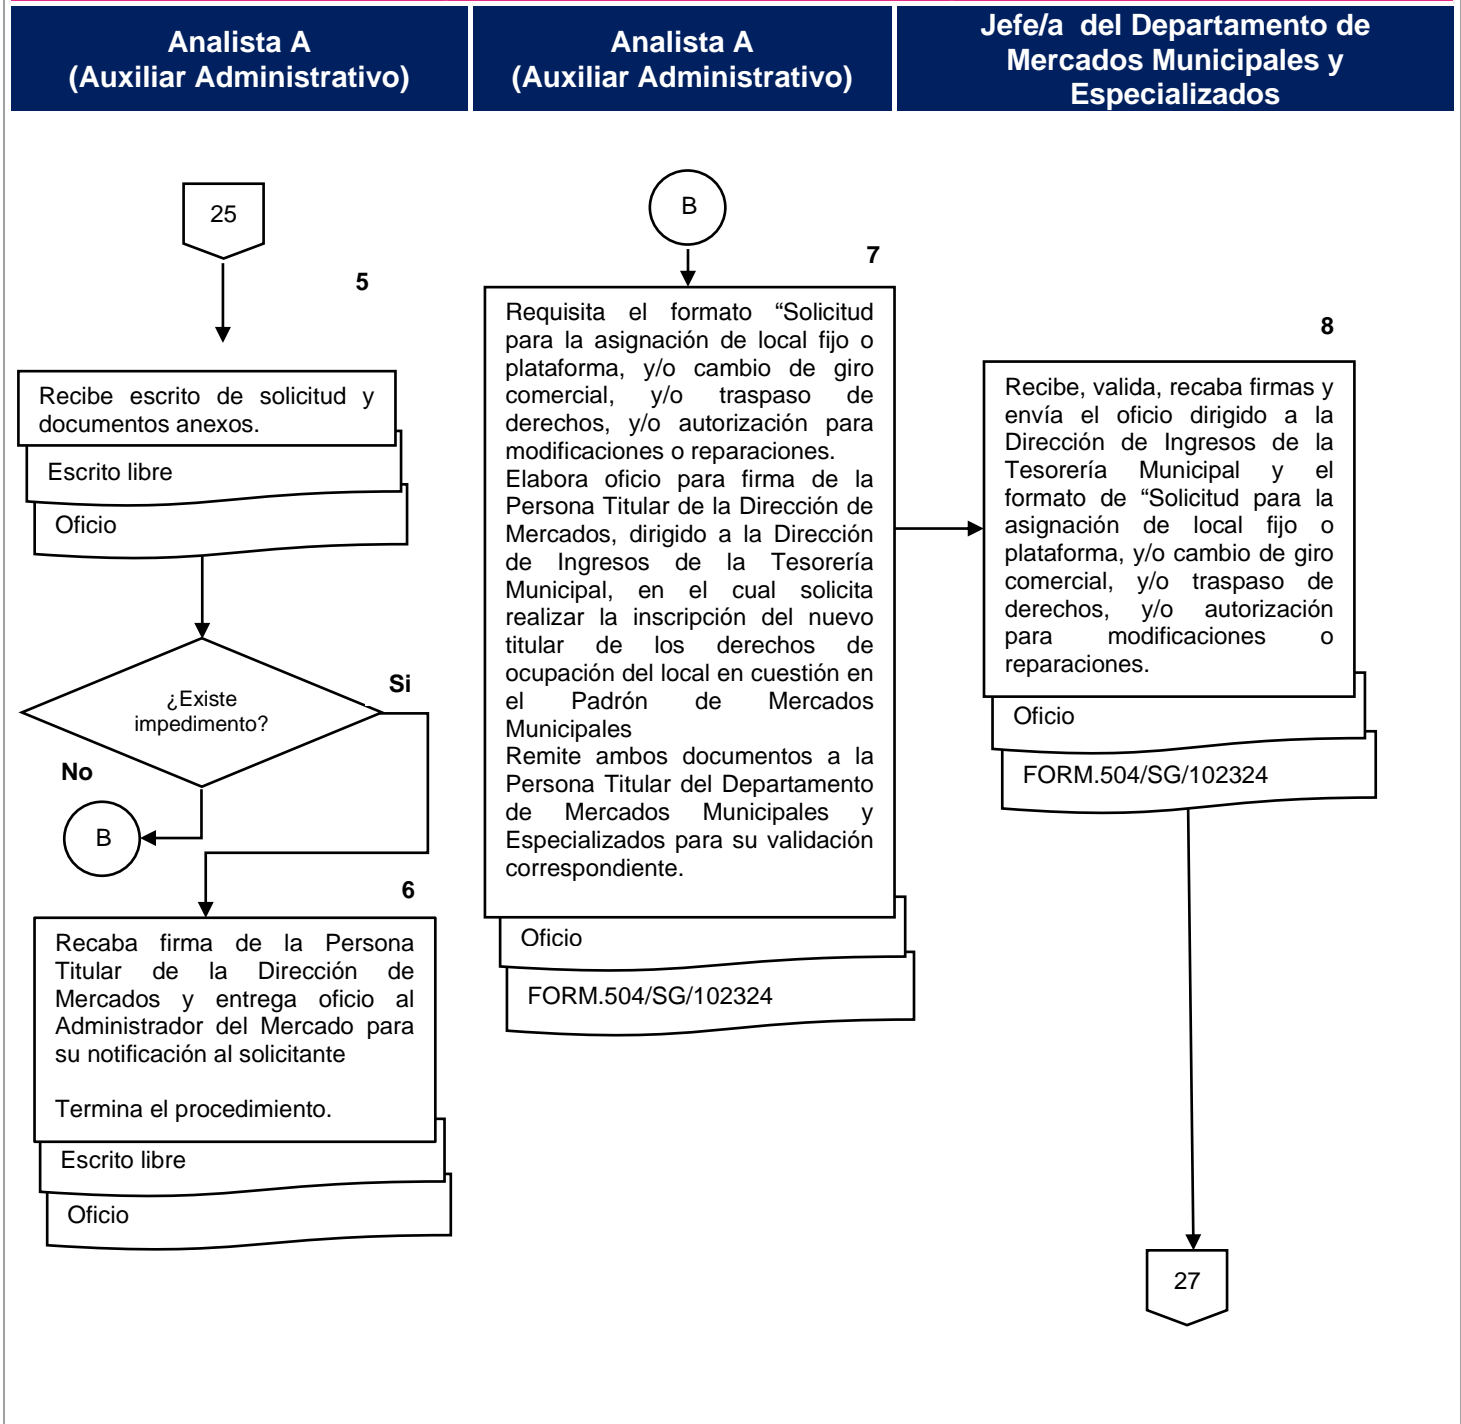 Analista A
(Auxiliar Administrativo)
Analista A
(Auxiliar Administrativo)
Jefe/a del Departamento de
Mercados Municipales y
Especializados
25
5
Recibe escrito de solicitud y
documentos anexos.
Escrito libre
Oficio
¿Existe
impedimento?
Si
No
B
6
Recaba firma de la Persona
Titular de la Dirección de
Mercados y entrega oficio al
Administrador del Mercado para
su notificación al solicitante
Termina el procedimiento.
Escrito libre
Oficio
B
7
Requisita el formato “Solicitud
para la asignación de local fijo o
plataforma, y/o cambio de giro
comercial, y/o traspaso de
derechos, y/o autorización para
modificaciones o reparaciones.
Elabora oficio para firma de la
Persona Titular de la Dirección de
Mercados, dirigido a la Dirección
de Ingresos de la Tesorería
Municipal, en el cual solicita
realizar la inscripción del nuevo
titular de los derechos de
ocupación del local en cuestión en
el Padrón de Mercados
Municipales
Remite ambos documentos a la
Persona Titular del Departamento
de Mercados Municipales y
Especializados para su validación
correspondiente.
Oficio
FORM.504/SG/102324
8
Recibe, valida, recaba firmas y
envía el oficio dirigido a la
Dirección de Ingresos de la
Tesorería Municipal y el
formato de “Solicitud para la
asignación de local fijo o
plataforma, y/o cambio de giro
comercial, y/o traspaso de
derechos, y/o autorización
para modificaciones o
reparaciones.
Oficio
FORM.504/SG/102324
27